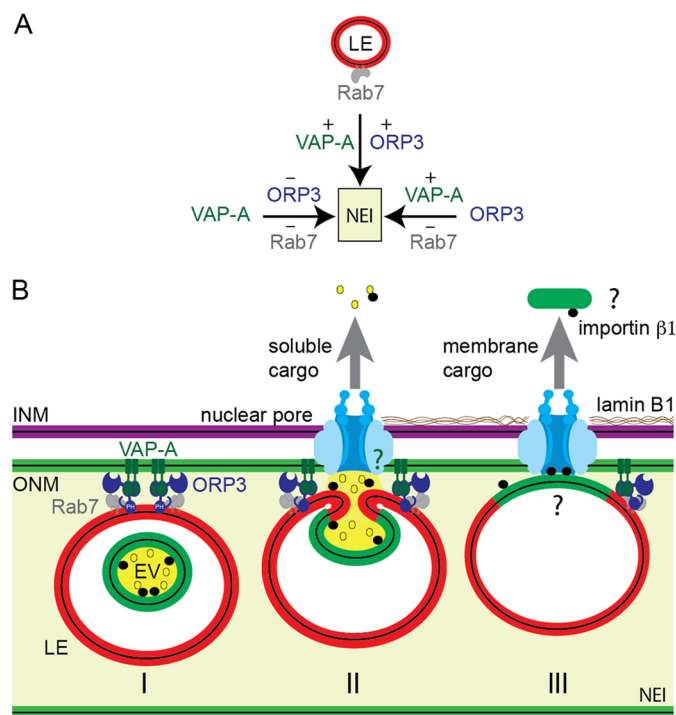 A
LE
Rab7
+ +
VAP-A ORP3
− +
ORP3 VAP-A
VAP-A NEI ORP3
− −
Rab7 Rab7
B
?
importin β1
soluble cargo
membrane cargo
nuclear pore
lamin B1
INM
VAP-A
?
ONM
ORP3
Rab7
PH PH
?
EV
LE
I
II
III
NEI